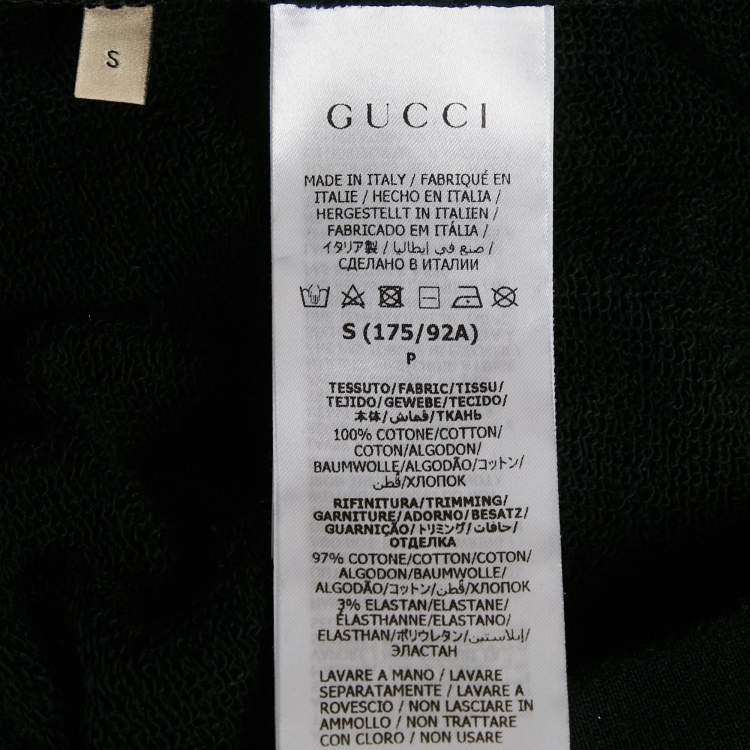 S
GUCCI
MADE IN ITALY / FABRIQUÉ EN
ITALIE / HECHO EN ITALIA /
HERGESTELLT IN ITALIEN /
FABRICADO EM ITÁLIA /
イタリア製 / صنع في إيطاليا /
СДЕЛАНО В ИТАЛИИ
S (175/92A)
P
TESSUTO/FABRIC/TISSU/
TEJIDO/GEWEBE/TECIDO/
本体/قماش/ТКАНЬ
100% COTONE/COTTON/
COTON/ALGODON/
BAUMWOLLE/ALGODÃO/コットン/
قطن/ХЛОПОК
RIFINITURA/TRIMMING/
GARNITURE/ADORNO/BESATZ/
GUARNIÇÃO/トリミング/حافات/
ОТДЕЛКА
97% COTONE/COTTON/COTON/
ALGODON/BAUMWOLLE/
ALGODÃO/コットン/قطن/ХЛОПОК
3% ELASTAN/ELASTANE/
ÉLASTHANNE/ELASTANO/
ELASTHAN/ポリウレタン/إيلاستين/
ЭЛАСТАН
LAVARE A MANO / LAVARE
SEPARATAMENTE / LAVARE A
ROVESCIO / NON LASCIARE IN
AMMOLLO / NON TRATTARE
CON CLORO / NON USARE